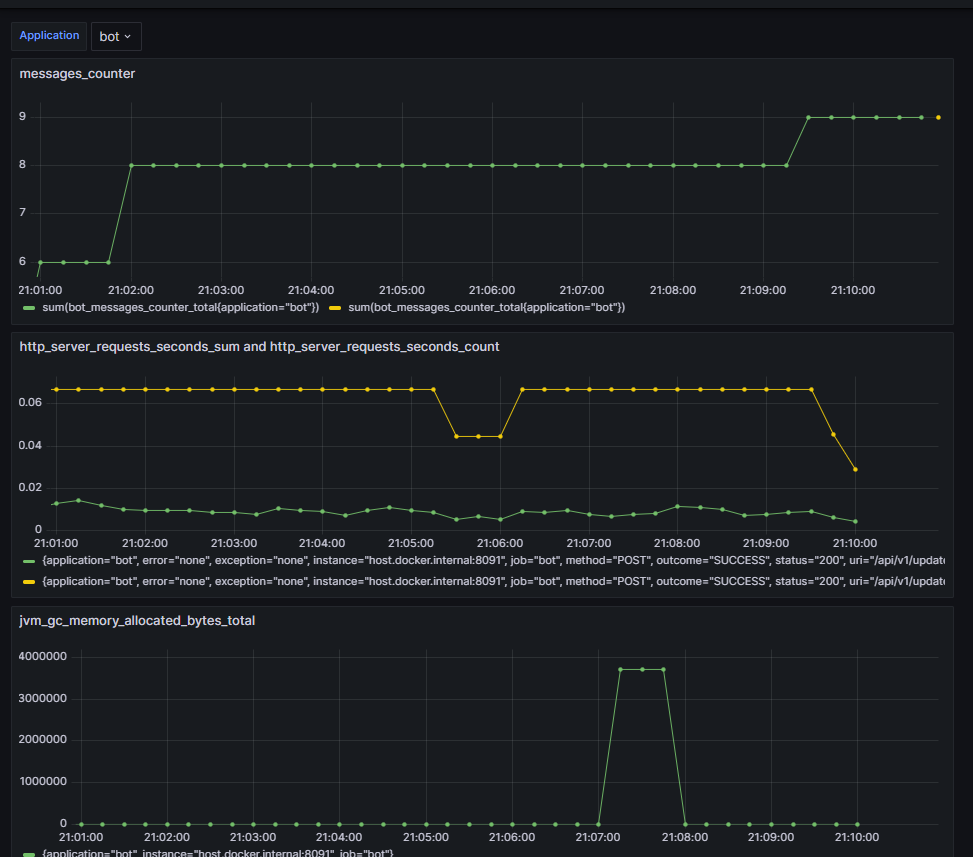 Application bot
messages_counter
9
8
7
6
21:01:00 21:02:00 21:03:00 21:04:00 21:05:00 21:06:00 21:07:00 21:08:00 21:09:00 21:10:00
sum(bot_messages_counter_total{application="bot"}) sum(bot_messages_counter_total{application="bot"})
http_server_requests_seconds_sum and http_server_requests_seconds_count
0.06
0.04
0.02
0
21:01:00 21:02:00 21:03:00 21:04:00 21:05:00 21:06:00 21:07:00 21:08:00 21:09:00 21:10:00
{application="bot", error="none", exception="none", instance="host.docker.internal:8091", job="bot", method="POST", outcome="SUCCESS", status="200", uri="/api/v1/update
{application="bot", error="none", exception="none", instance="host.docker.internal:8091", job="bot", method="POST", outcome="SUCCESS", status="200", uri="/api/v1/update
jvm_gc_memory_allocated_bytes_total
4000000
3000000
2000000
1000000
0
21:01:00 21:02:00 21:03:00 21:04:00 21:05:00 21:06:00 21:07:00 21:08:00 21:09:00 21:10:00
{application="bot", instance="host.docker.internal:8091", job="bot"}